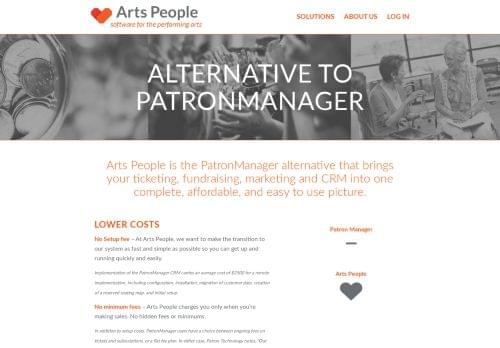 Arts People
software for the performing arts
SOLUTIONS ABOUT US LOG IN
ALTERNATIVE TO
PATRONMANAGER
Arts People is the PatronManager alternative that brings
your ticketing, fundraising, marketing and CRM into one
complete, affordable, and easy to use picture.
LOWER COSTS
No Setup fee – At Arts People, we want to make the transition to
our system as fast and simple as possible so you can get up and
running quickly and easily.
Implementation of the PatronManager CRM carries an average cost of $2500 for a remote
implementation, including configuration, installation, migration of customer data, creation
of a reserved seating map, and initial setup.
No minimum fees – Arts People charges you only when you're
making sales. No hidden fees or minimums.
In addition to setup costs, PatronManager users have a choice between ongoing fees on
tickets and subscriptions, or a flat fee plan. In either case, Patron Technology notes, "Our
Patron Manager
Arts People